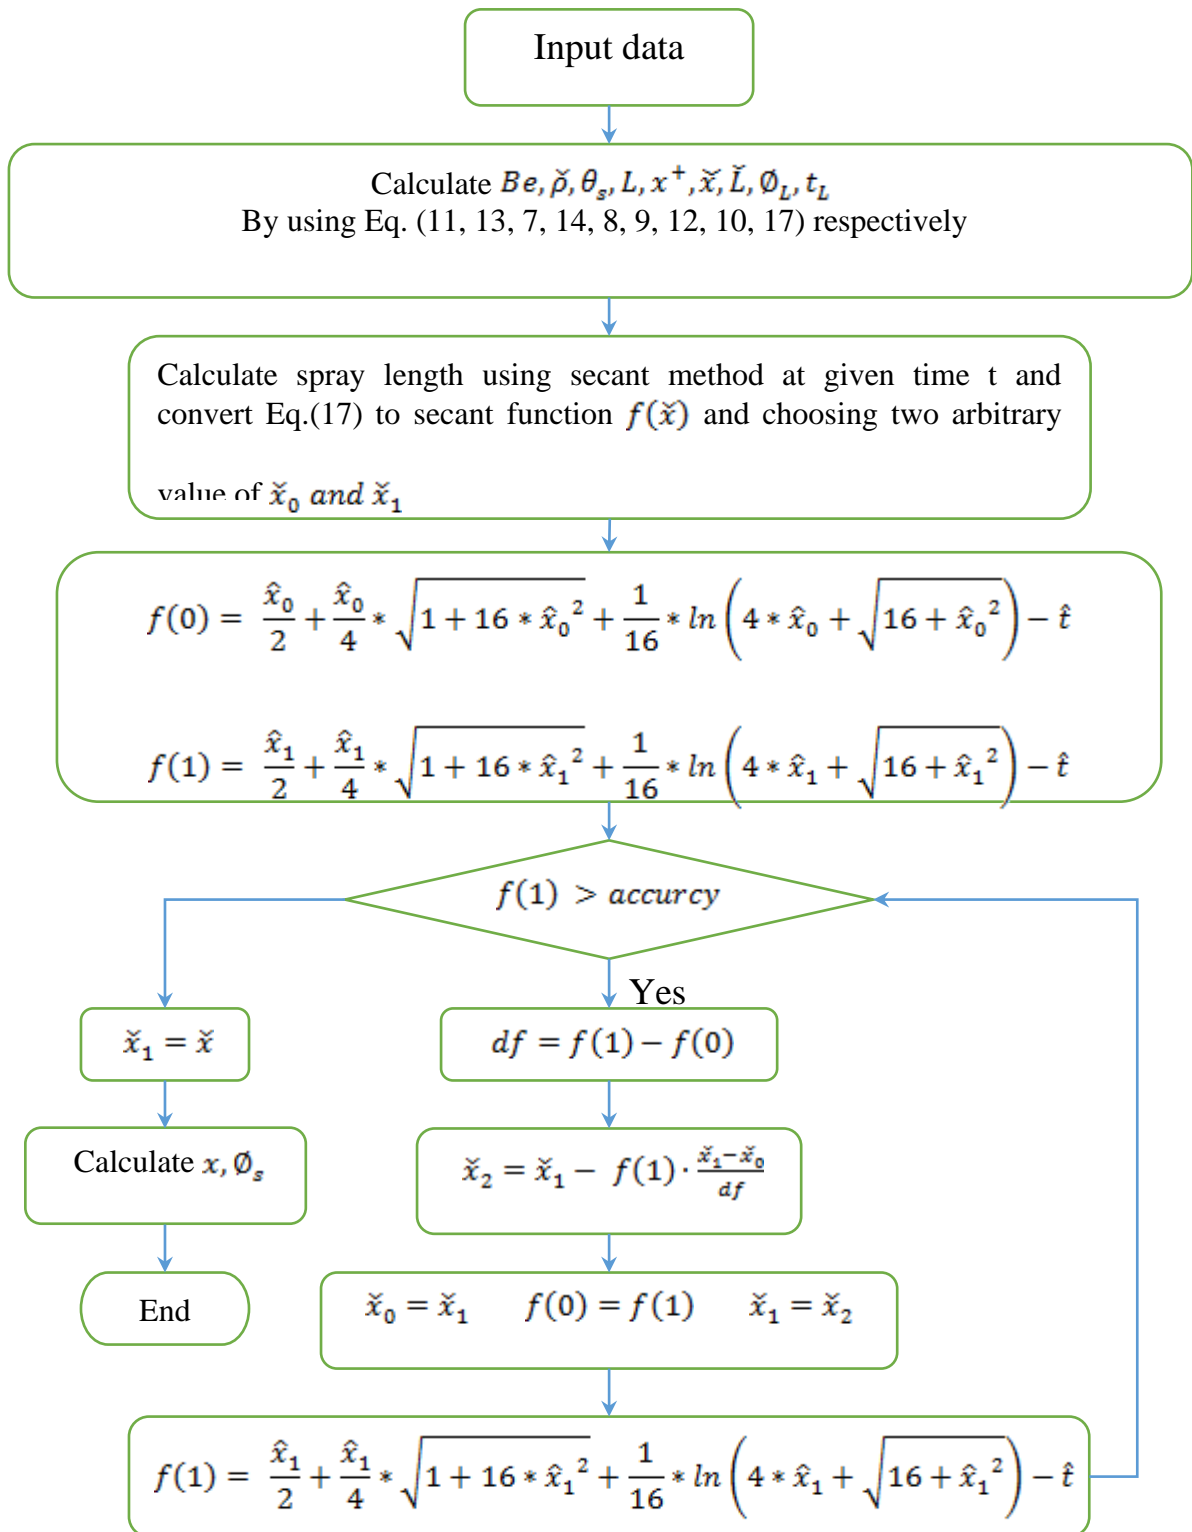 Input data
Calculate Be, ρ̌, θₛ, L, x⁺, x̌, Ľ, Ø_L, t_L
By using Eq. (11, 13, 7, 14, 8, 9, 12, 10, 17) respectively
Calculate spray length using secant method at given time t and
convert Eq.(17) to secant function f(x̌) and choosing two arbitrary
value of x̌₀ and x̌₁
f(0) = x̂₀/2 + x̂₀/4 * √(1 + 16 * x̂₀²) + 1/16 * ln(4 * x̂₀ + √(16 + x̂₀²)) − t̂
f(1) = x̂₁/2 + x̂₁/4 * √(1 + 16 * x̂₁²) + 1/16 * ln(4 * x̂₁ + √(16 + x̂₁²)) − t̂
f(1) > accurcy
Yes
x̌₁ = x̌
df = f(1) − f(0)
Calculate x, Øₛ
x̌₂ = x̌₁ − f(1) · (x̌₁−x̌₀)/df
End
x̌₀ = x̌₁ f(0) = f(1) x̌₁ = x̌₂
f(1) = x̂₁/2 + x̂₁/4 * √(1 + 16 * x̂₁²) + 1/16 * ln(4 * x̂₁ + √(16 + x̂₁²)) − t̂